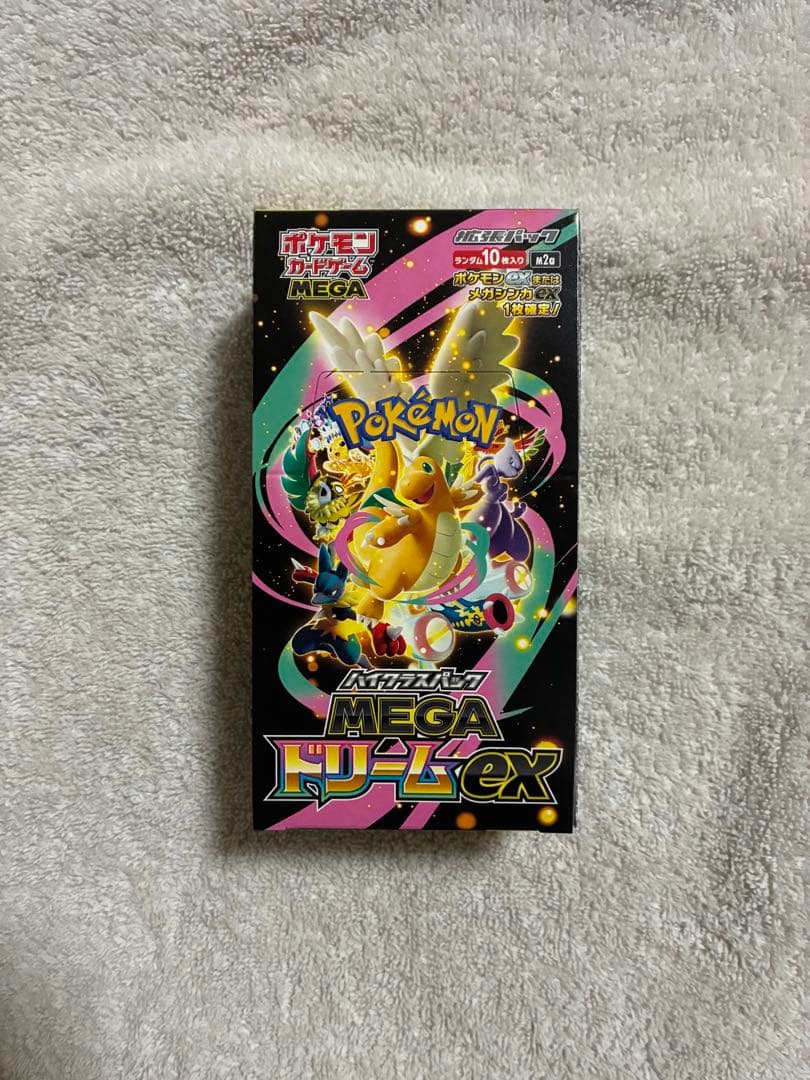 ポケモン
カードゲーム
MEGA
拡張パック
ランダム10枚入り M2a
ポケモンexまたは
メガシンカex
1枚確定!
POKéMON
ハイクラスパック
MEGA
ドリームex